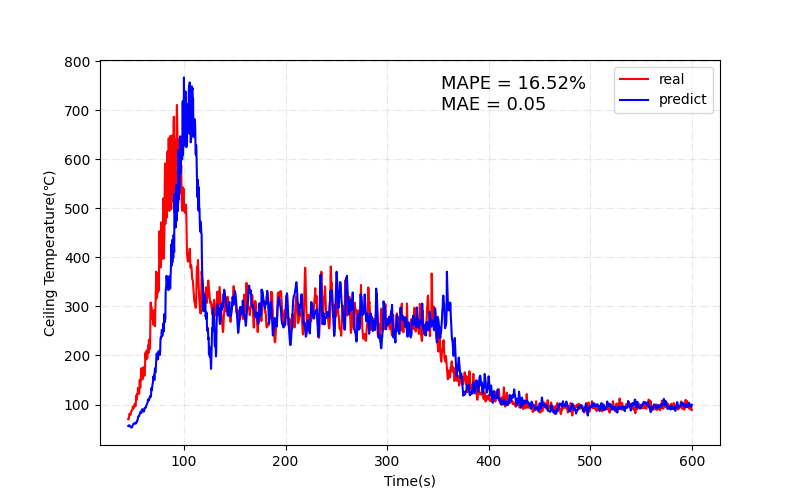 MAPE = 16.52%
MAE = 0.05
real
predict
Ceiling Temperature(℃)
800
700
600
500
400
300
200
100
100 200 300 400 500 600
Time(s)